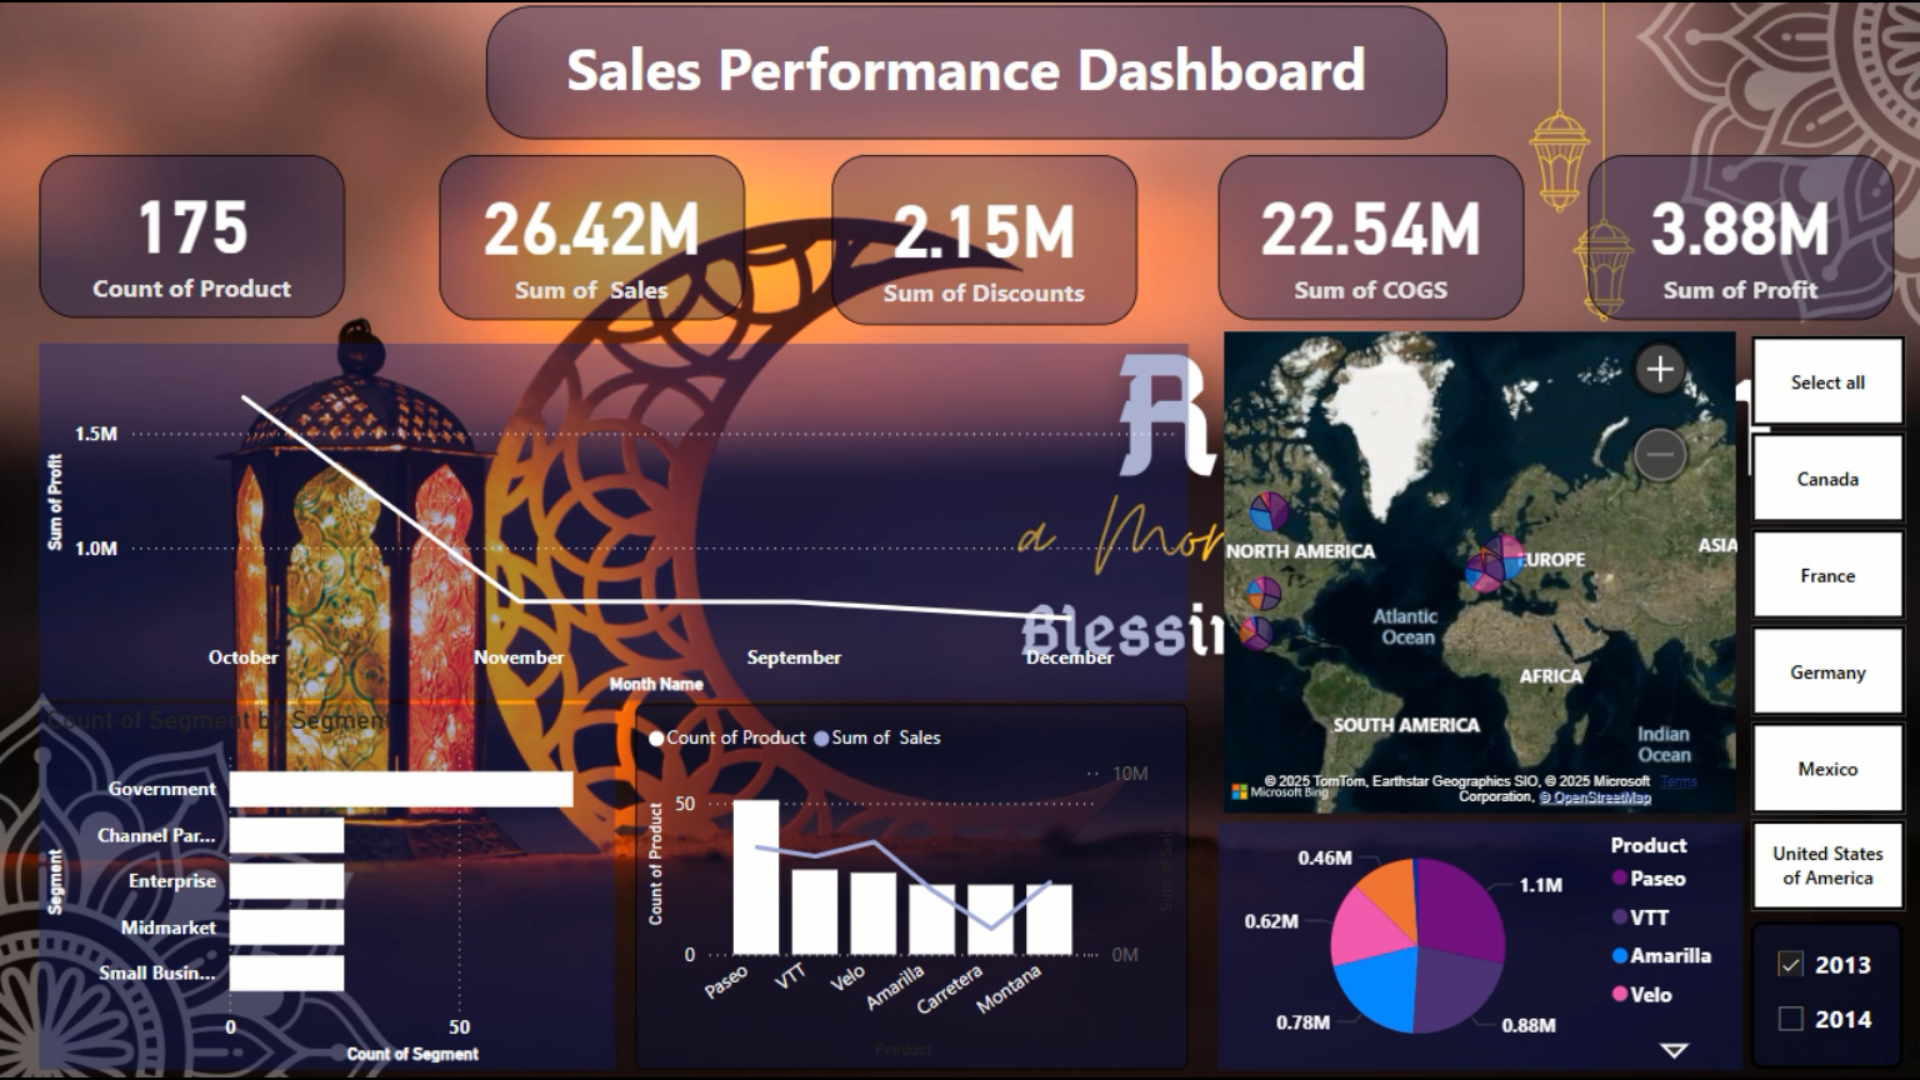 Sales Performance Dashboard
175
Count of Product
26.42M
Sum of Sales
2.15M
Sum of Discounts
22.54M
Sum of COGS
3.88M
Sum of Profit
Sum of Profit
1.5M
1.0M
October
November
September
December
Month Name
R
a Mon
Blessin
NORTH AMERICA
EUROPE
ASIA
Atlantic
Ocean
AFRICA
SOUTH AMERICA
Indian
Ocean
© 2025 TomTom, Earthstar Geographics SIO, © 2025 Microsoft
Corporation, © OpenStreetMap
Terms
Microsoft Bing
Select all
Canada
France
Germany
Mexico
United States
of America
2013
2014
Count of Segment by Segment
Segment
Government
Channel Par...
Enterprise
Midmarket
Small Busin...
0
50
Count of Segment
Count of Product
Sum of Sales
Count of Product
50
0
10M
0M
Sum of Sal
Paseo
VTT
Velo
Amarilla
Carretera
Montana
Product
0.46M
1.1M
0.62M
0.78M
0.88M
Product
Paseo
VTT
Amarilla
Velo